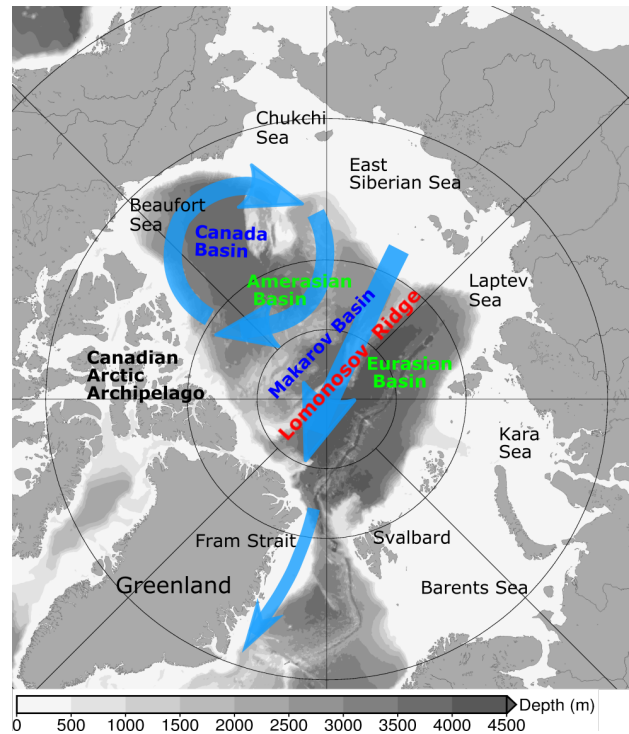 Chukchi
Sea
East
Siberian Sea
Beaufort
Sea
Canada
Basin
Amerasian
Basin
Laptev
Sea
Makarov Basin
Lomonosov Ridge
Eurasian
Basin
Canadian
Arctic
Archipelago
Kara
Sea
Fram Strait
Svalbard
Greenland
Barents Sea
Depth (m)
0 500 1000 1500 2000 2500 3000 3500 4000 4500